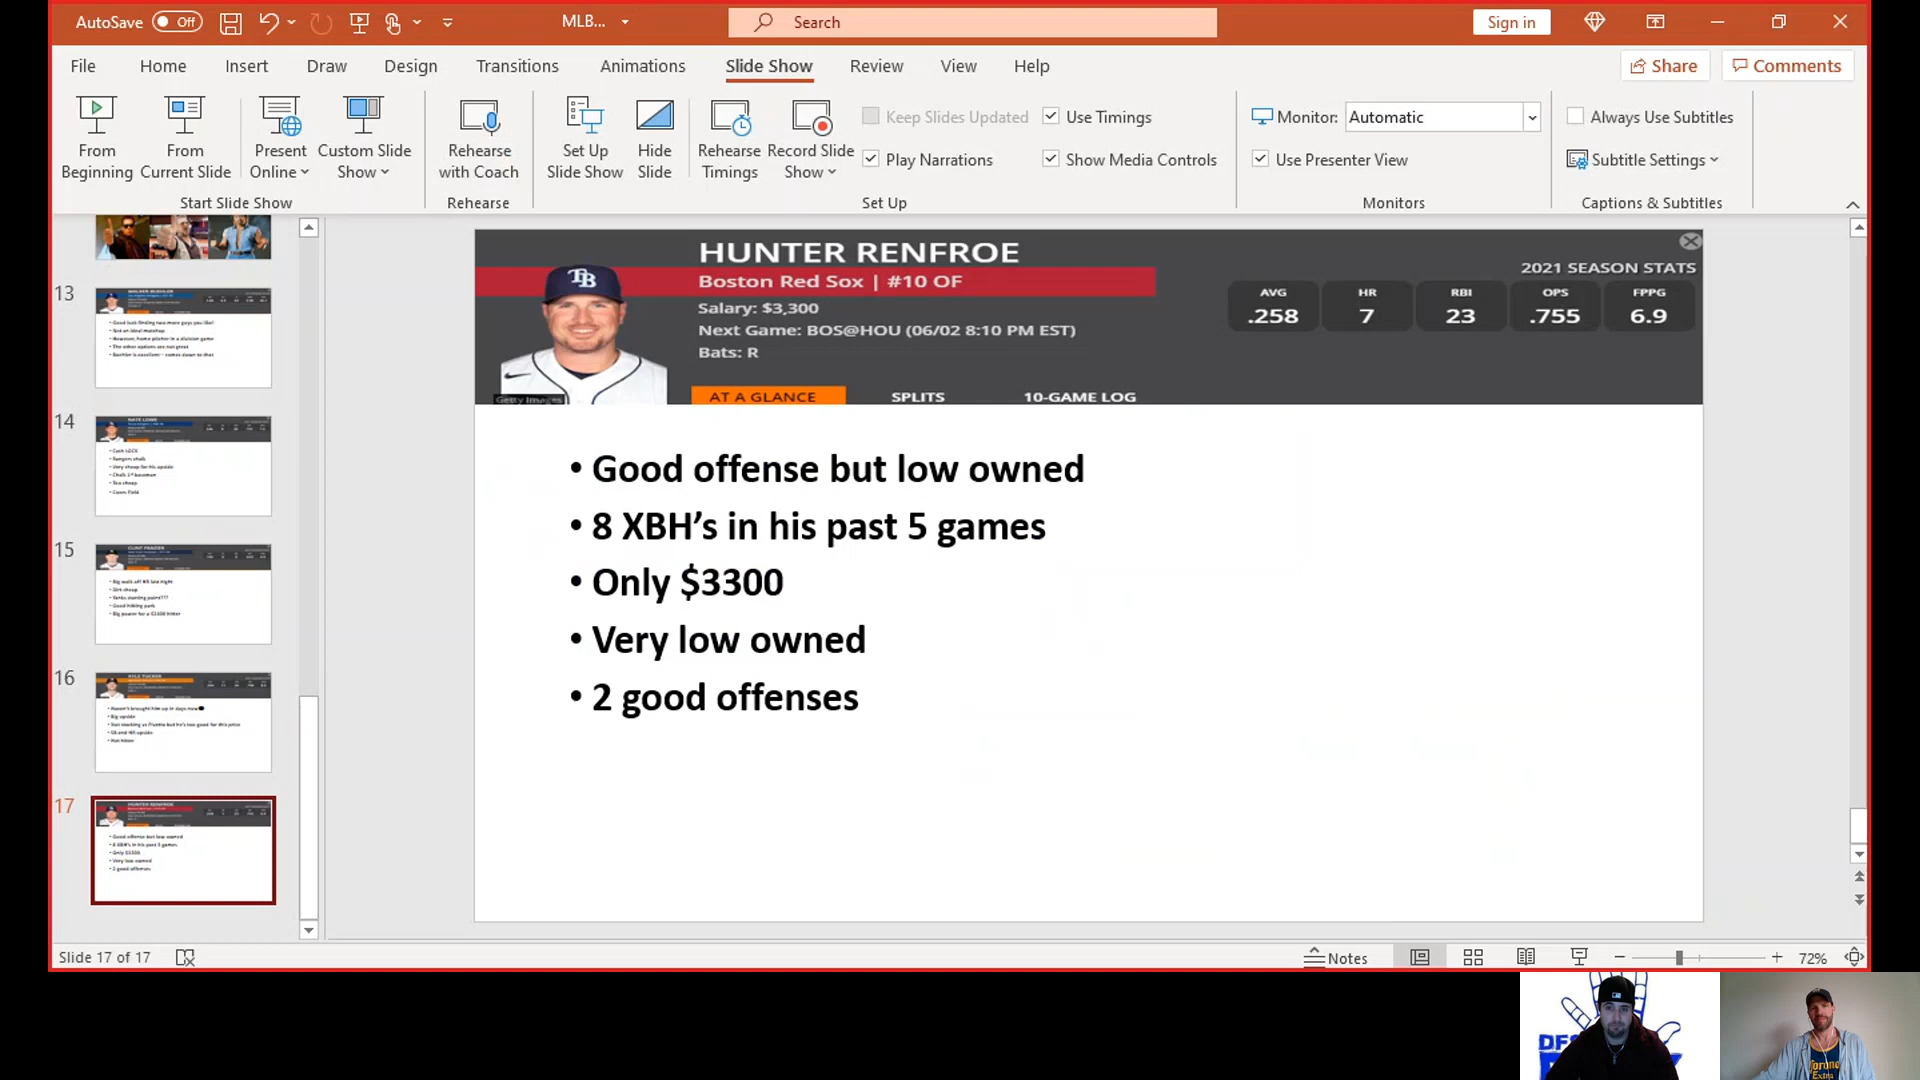 AutoSave Off
MLB...
Search
Sign in
File Home Insert Draw Design Transitions Animations Slide Show Review View Help
Share Comments
From Beginning
From Current Slide
Present Online
Custom Slide Show
Rehearse with Coach
Set Up Slide Show
Hide Slide
Rehearse Timings
Record Slide Show
Keep Slides Updated
Play Narrations
Use Timings
Show Media Controls
Monitor: Automatic
Use Presenter View
Always Use Subtitles
Subtitle Settings
Start Slide Show
Rehearse
Set Up
Monitors
Captions & Subtitles
13
14
15
16
17
HUNTER RENFROE
Boston Red Sox | #10 OF
Salary: $3,300
Next Game: BOS@HOU (06/02 8:10 PM EST)
Bats: R
TB
Getty Images
AT A GLANCE SPLITS 10-GAME LOG
2021 SEASON STATS
AVG HR RBI OPS FPPG
.258 7 23 .755 6.9
• Good offense but low owned
• 8 XBH's in his past 5 games
• Only $3300
• Very low owned
• 2 good offenses
Slide 17 of 17
Notes
72%
DFS
Corona
Extra